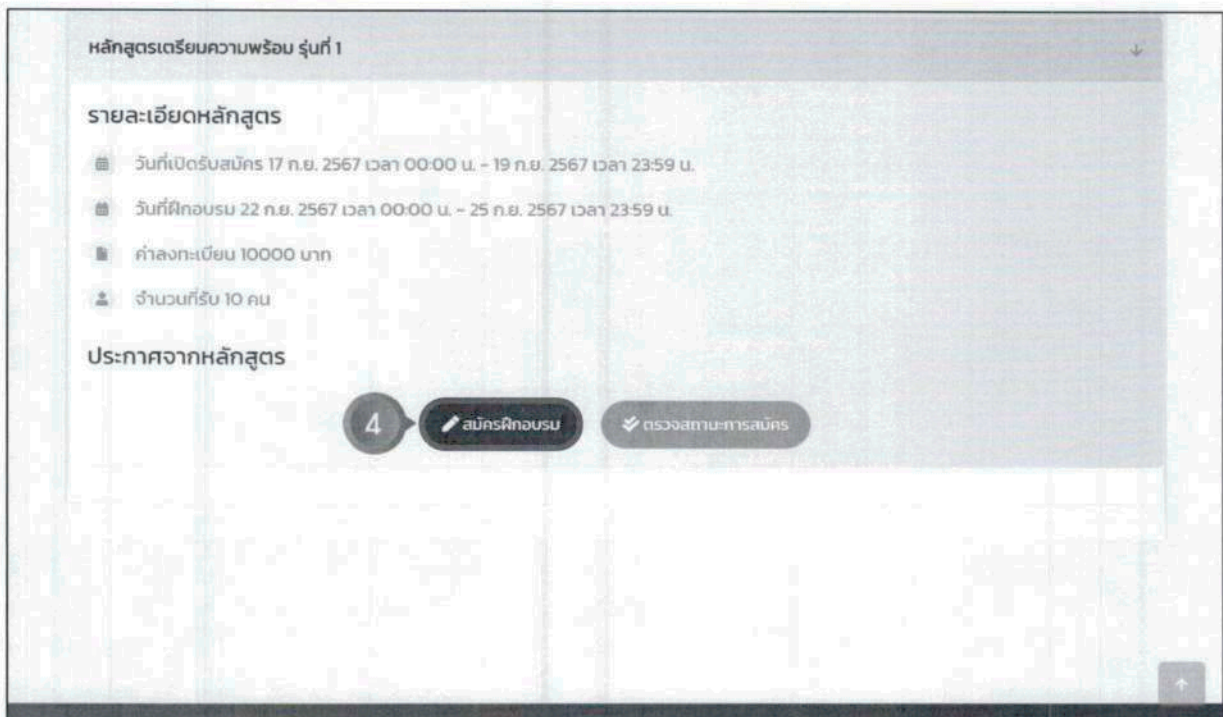 หลักสูตรเตรียมความพร้อม รุ่นที่ 1
รายละเอียดหลักสูตร
วันที่เปิดรับสมัคร 17 ก.ย. 2567 เวลา 00:00 น. - 19 ก.ย. 2567 เวลา 23:59 น.
วันที่ฝึกอบรม 22 ก.ย. 2567 เวลา 00:00 น. - 25 ก.ย. 2567 เวลา 23:59 น.
ค่าลงทะเบียน 10000 บาท
จำนวนที่รับ 10 คน
ประกาศจากหลักสูตร
4 สมัครฝึกอบรม ตรวจสถานะการสมัคร